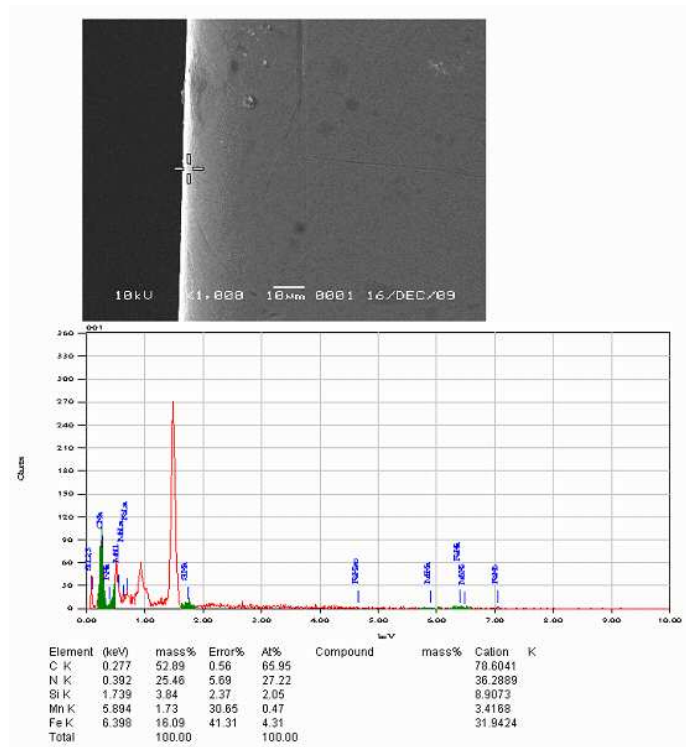 10kU X1,000 10µm 0001 16/DEC/09
001
360
330
300
270
240
210
180
150
120
90
60
30
0
Counts
0.00 1.00 2.00 3.00 4.00 5.00 6.00 7.00 8.00 9.00 10.00
keV
Element (keV) mass% Error% At% Compound mass% Cation K
C K 0.277 52.89 0.56 65.95 78.6041
N K 0.392 25.46 5.69 27.22 36.2889
Si K 1.739 3.84 2.37 2.05 8.9073
Mn K 5.894 1.73 30.65 0.47 3.4168
Fe K 6.398 16.09 41.31 4.31 31.9424
Total 100.00 100.00